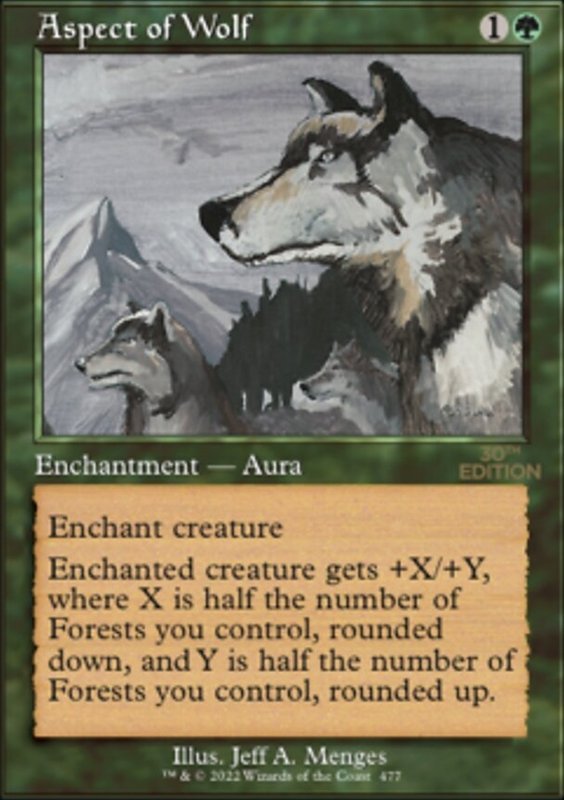 Aspect of Wolf 1
Enchantment — Aura
30TH
EDITION
Enchant creature
Enchanted creature gets +X/+Y,
where X is half the number of
Forests you control, rounded
down, and Y is half the number of
Forests you control, rounded up.
Illus. Jeff A. Menges
™ & © 2022 Wizards of the Coast 477